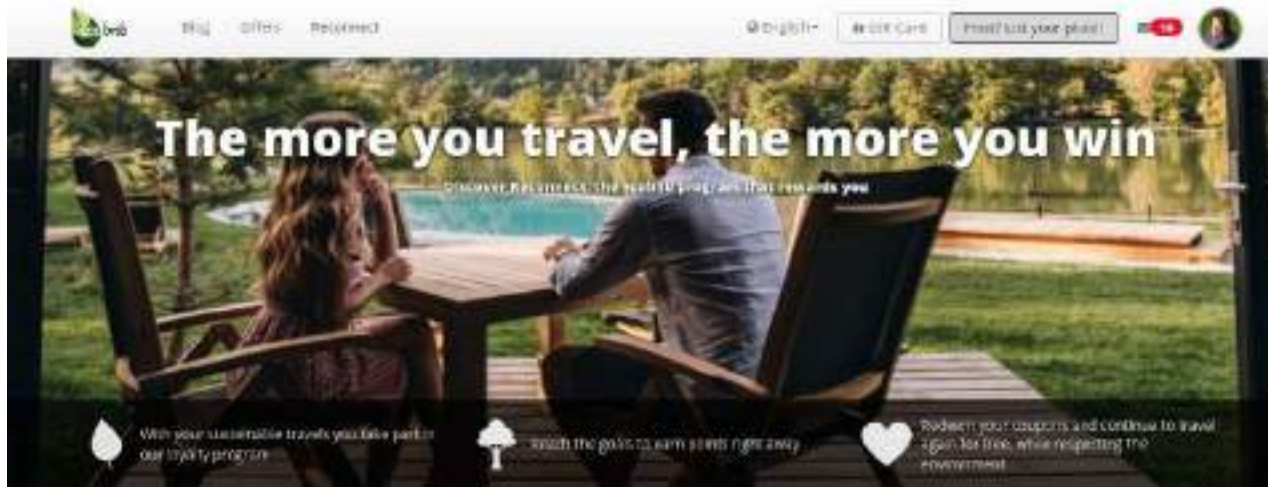 bnb
Blog Offers Reconnect English Gift Card Host? List your place!
The more you travel, the more you win
Discover Reconnect: the program that rewards you
With your sustainable travels you take part in
our loyalty program
Reach the goals to earn points right away
Redeem your coupons and continue to travel
again for free, while respecting the
environment